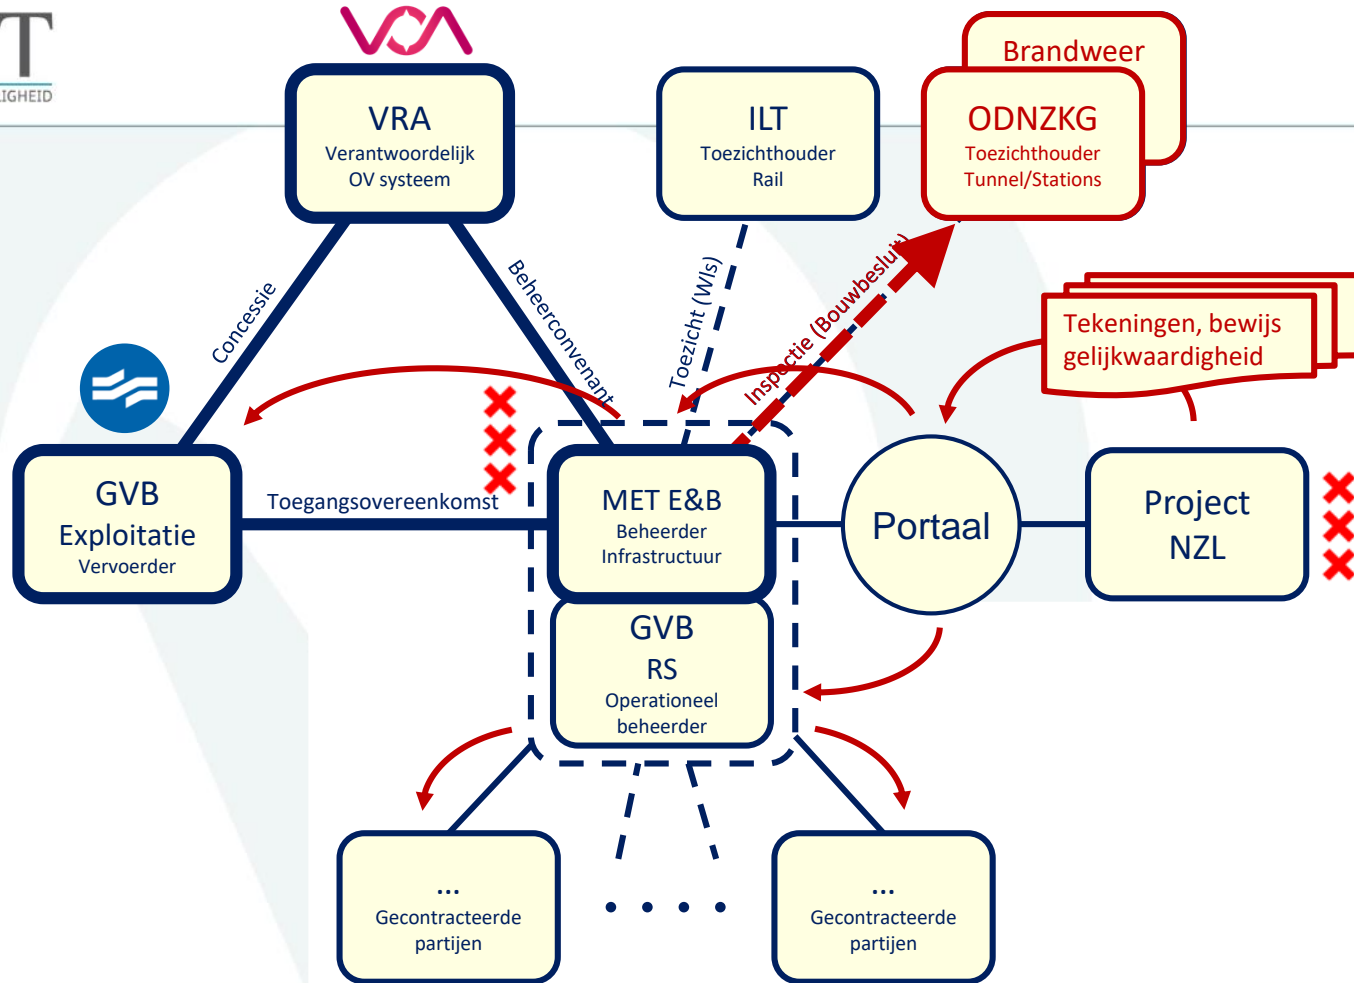 T
LIGHEID
VRA
Verantwoordelijk
OV systeem
ILT
Toezichthouder
Rail
Brandweer
ODNZKG
Toezichthouder
Tunnel/Stations
Concessie
Beheerconvenant
Toezicht (WIs)
Inspectie (Bouwbesluit)
Tekeningen, bewijs
gelijkwaardigheid
GVB
Exploitatie
Vervoerder
Toegangsovereenkomst
MET E&B
Beheerder
Infrastructuur
Portaal
Project
NZL
GVB
RS
Operationeel
beheerder
...
Gecontracteerde
partijen
. . . .
...
Gecontracteerde
partijen